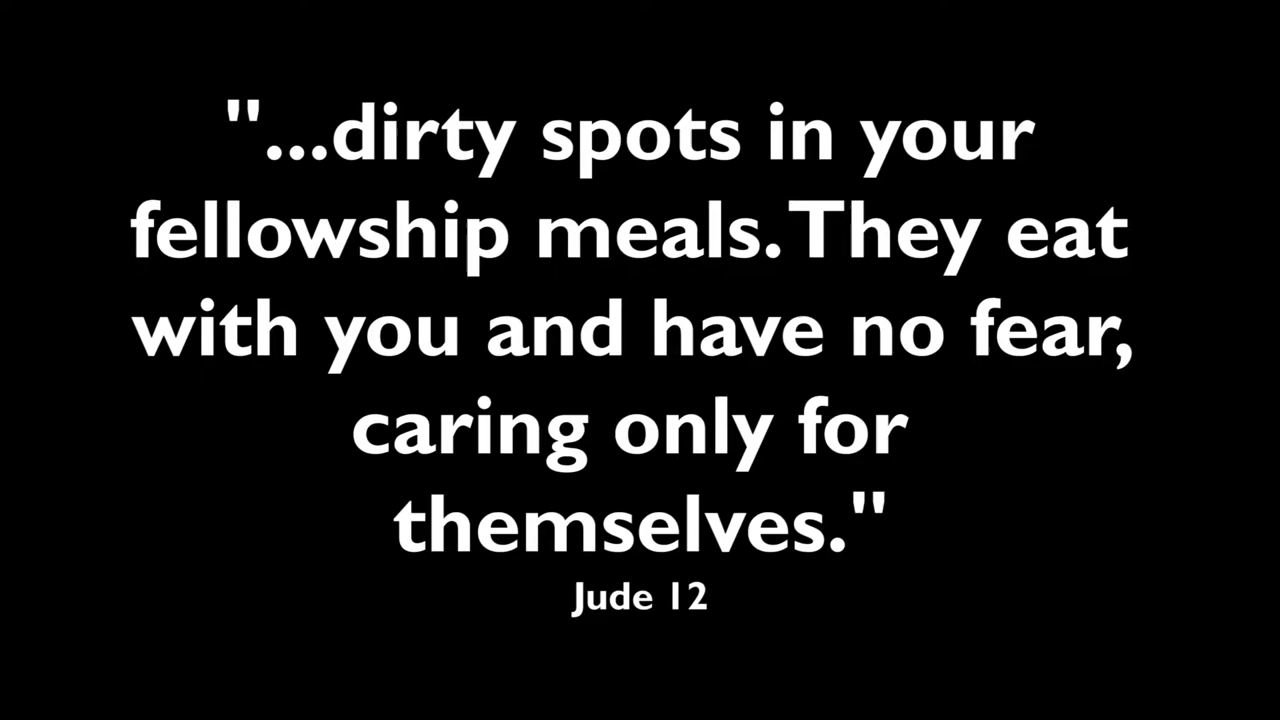 "...dirty spots in your
fellowship meals. They eat
with you and have no fear,
caring only for
themselves."
Jude 12